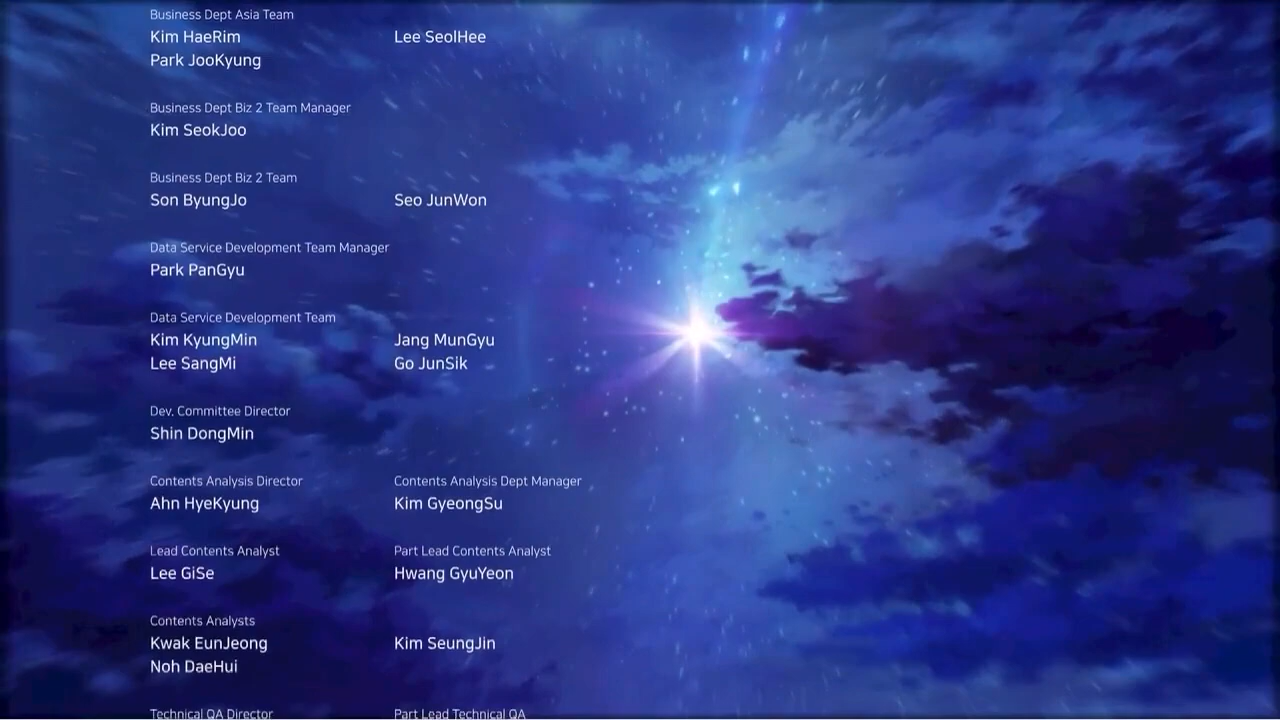 Business Dept Asia Team
Kim HaeRim Lee SeolHee
Park JooKyung
Business Dept Biz 2 Team Manager
Kim SeokJoo
Business Dept Biz 2 Team
Son ByungJo Seo JunWon
Data Service Development Team Manager
Park PanGyu
Data Service Development Team
Kim KyungMin Jang MunGyu
Lee SangMi Go JunSik
Dev. Committee Director
Shin DongMin
Contents Analysis Director Contents Analysis Dept Manager
Ahn HyeKyung Kim GyeongSu
Lead Contents Analyst Part Lead Contents Analyst
Lee GiSe Hwang GyuYeon
Contents Analysts
Kwak EunJeong Kim SeungJin
Noh DaeHui
Technical QA Director Part Lead Technical QA